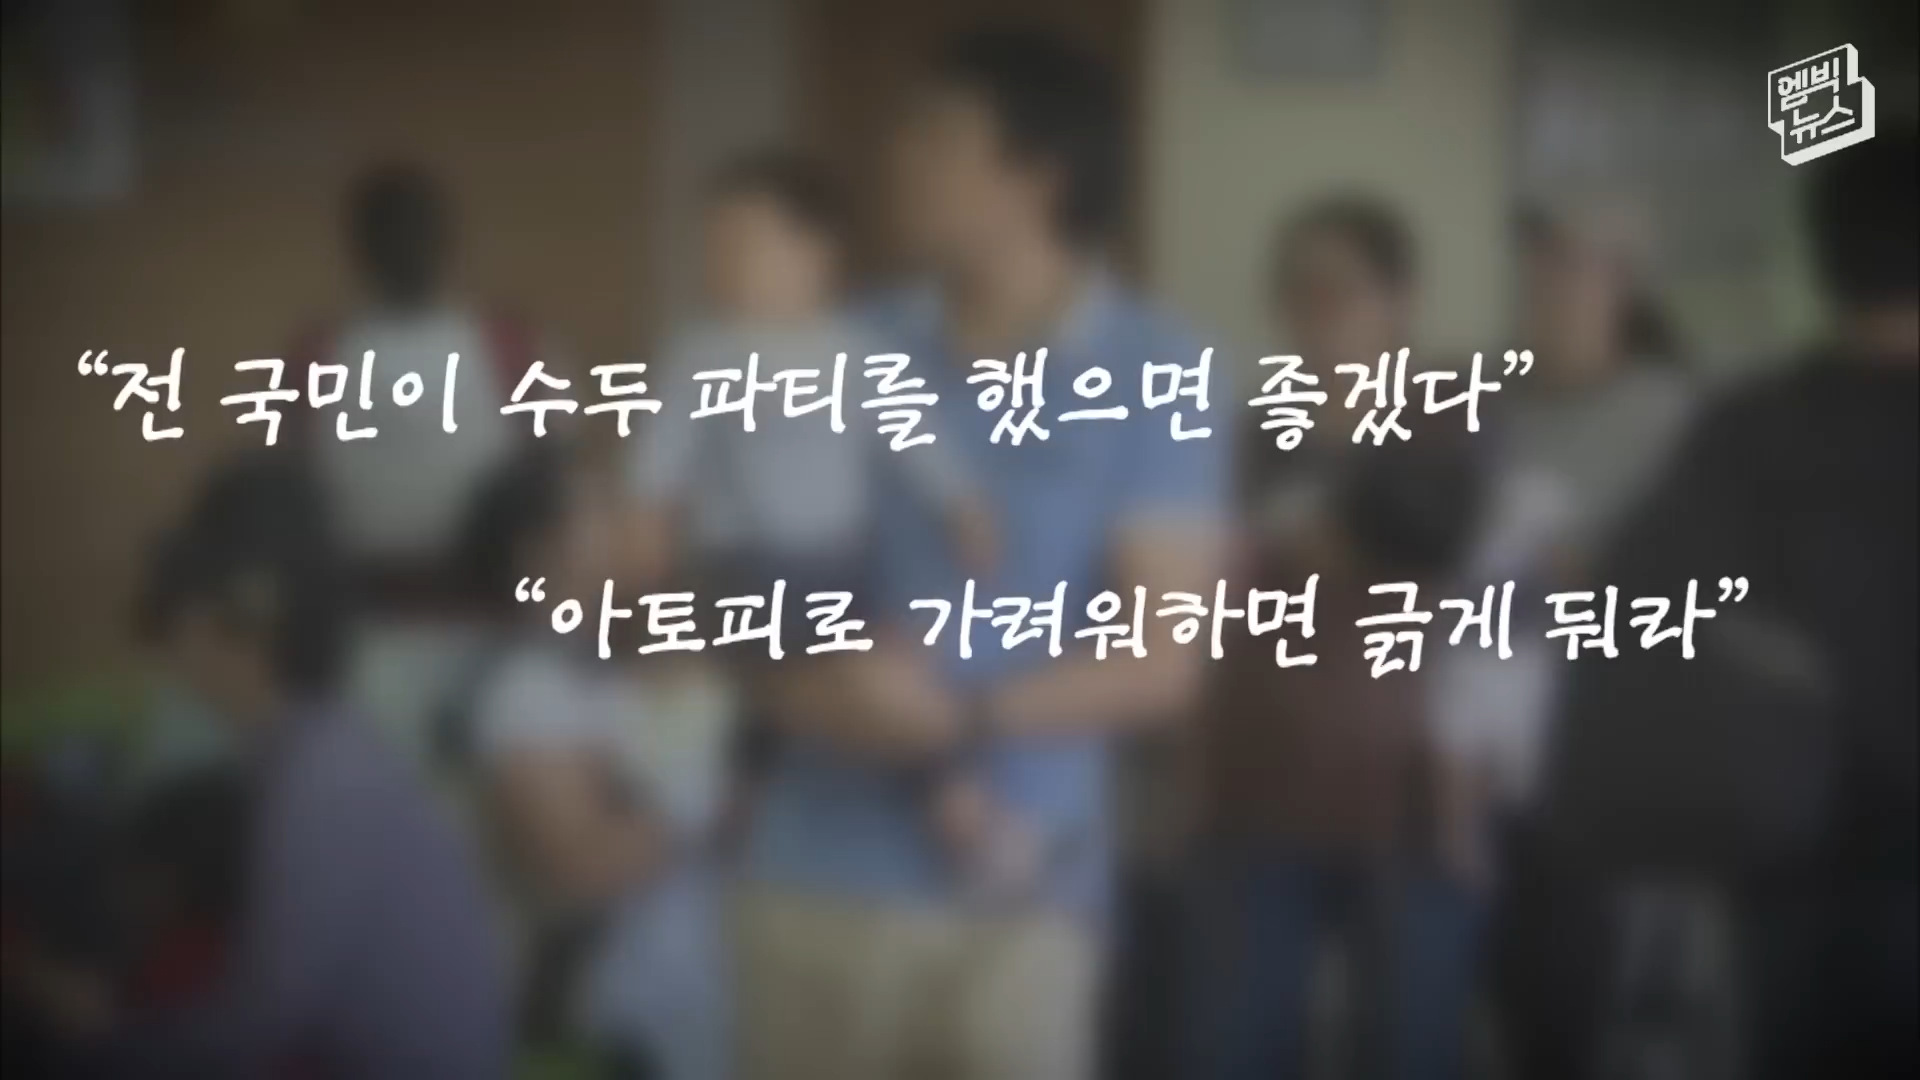 엠빅
뉴스
“전 국민이 수두 파티를 했으면 좋겠다”
“아토피로 가려워하면 긁게 둬라”